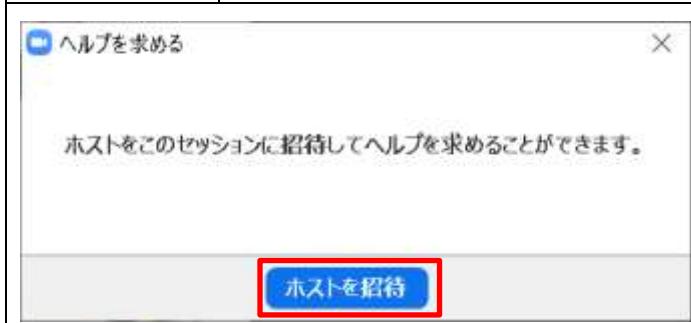 ヘルプを求める
ホストをこのセッションに招待してヘルプを求めることができます。
ホストを招待